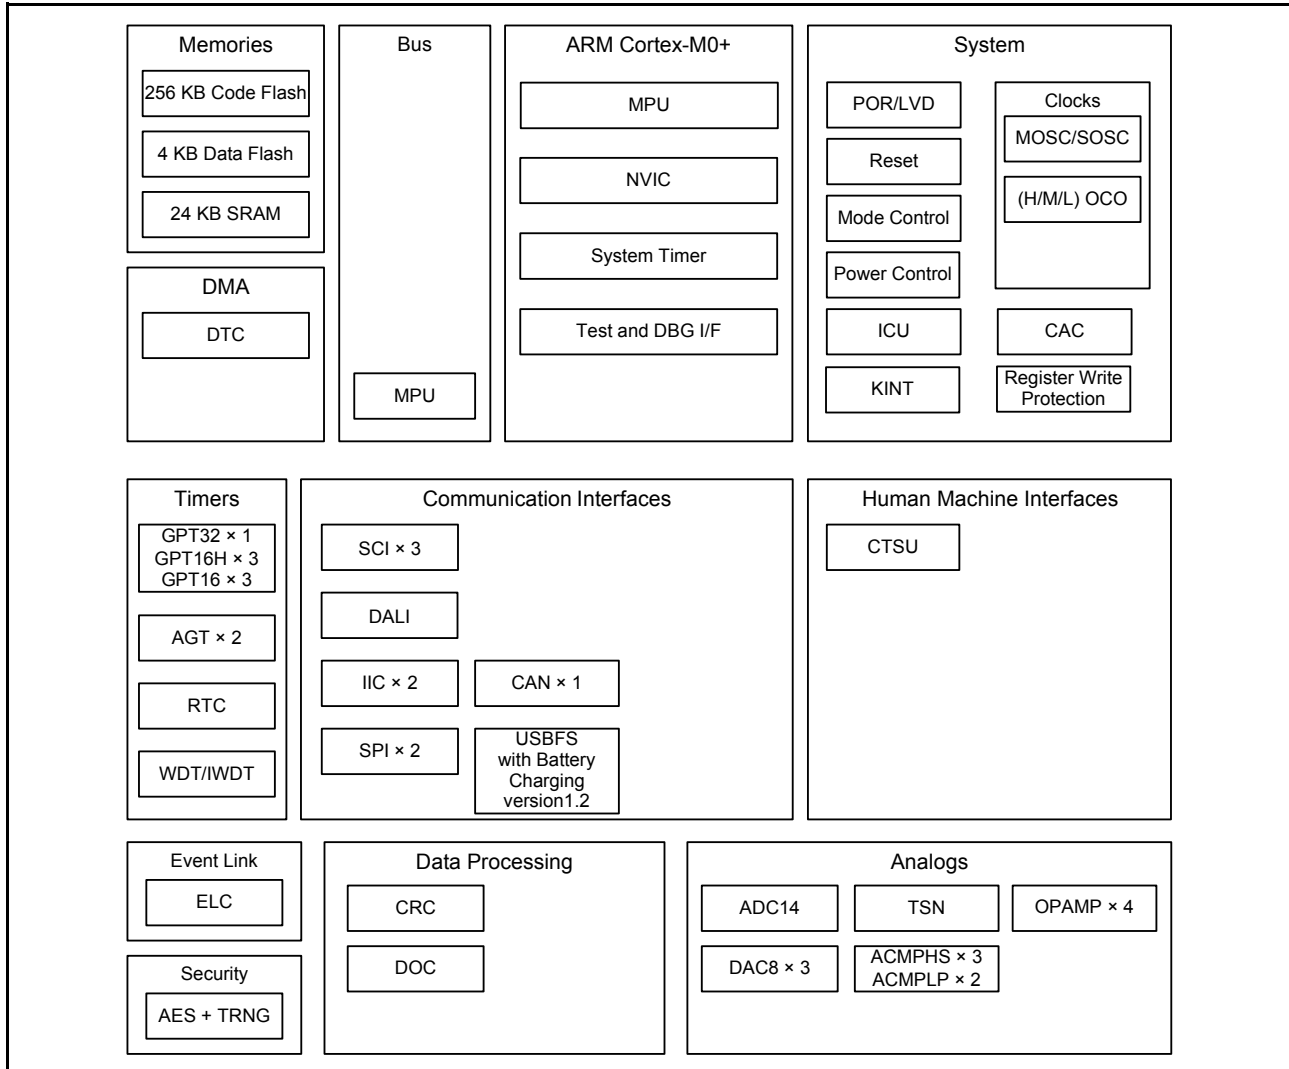 Memories
256 KB Code Flash
4 KB Data Flash
24 KB SRAM
DMA
DTC
Bus
MPU
ARM Cortex-M0+
MPU
NVIC
System Timer
Test and DBG I/F
System
POR/LVD
Reset
Mode Control
Power Control
ICU
KINT
Clocks
MOSC/SOSC
(H/M/L) OCO
CAC
Register Write
Protection
Timers
GPT32 × 1
GPT16H × 3
GPT16 × 3
AGT × 2
RTC
WDT/IWDT
Communication Interfaces
SCI × 3
DALI
IIC × 2
SPI × 2
CAN × 1
USBFS
with Battery
Charging
version1.2
Human Machine Interfaces
CTSU
Event Link
ELC
Security
AES + TRNG
Data Processing
CRC
DOC
Analogs
ADC14
TSN
OPAMP × 4
DAC8 × 3
ACMPHS × 3
ACMPLP × 2